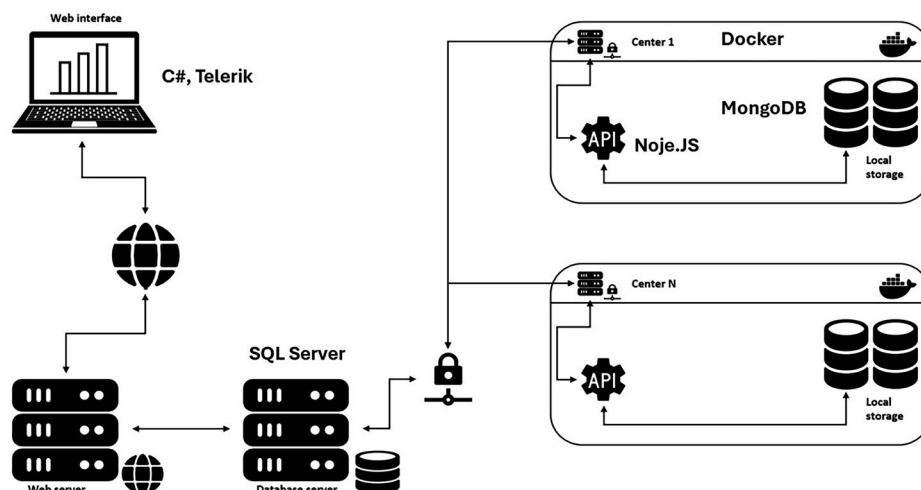 Web interface
C#, Telerik
Center 1
Docker
MongoDB
API
Noje.JS
Local
storage
Center N
API
Local
storage
SQL Server
Web server
Database server